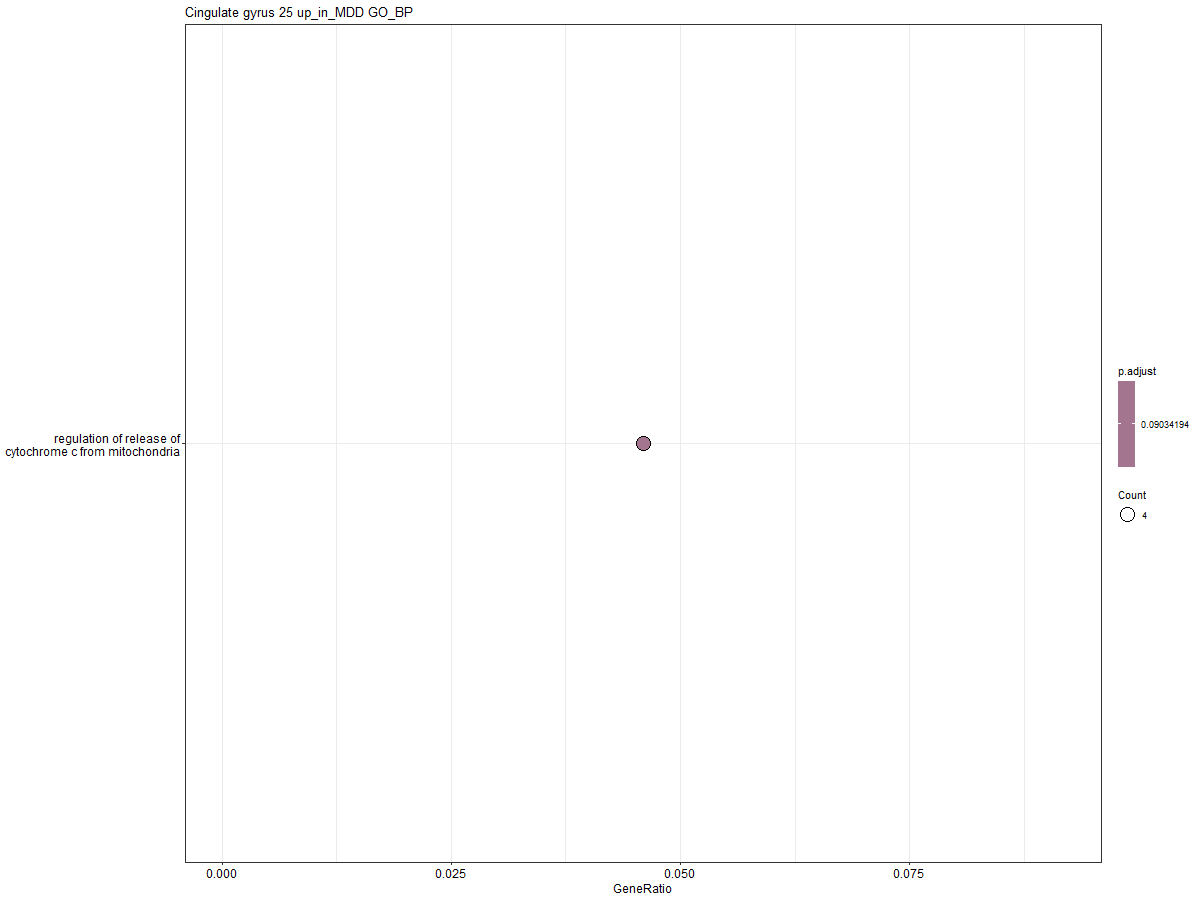 Cingulate gyrus 25 up_in_MDD GO_BP
regulation of release of
cytochrome c from mitochondria
0.000
0.025
0.050
0.075
GeneRatio
p.adjust
0.09034194
Count
4